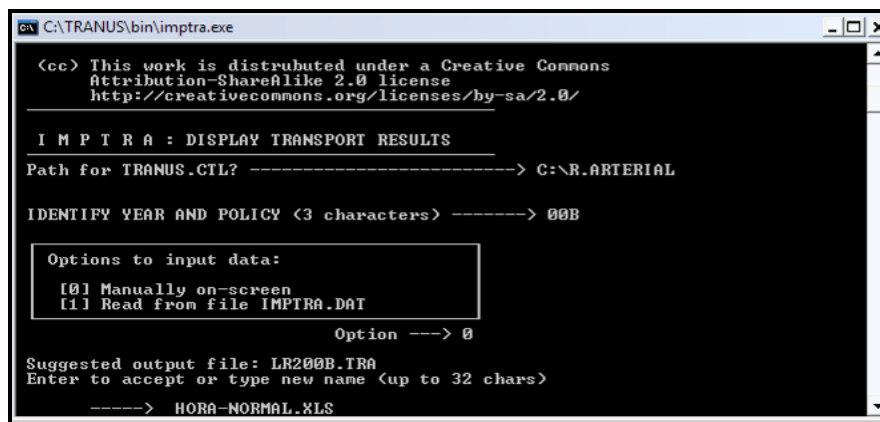 C:\TRANUS\bin\imptra.exe
(cc) This work is distrubuted under a Creative Commons
Attribution-ShareAlike 2.0 license
http://creativecommons.org/licenses/by-sa/2.0/
I M P T R A : DISPLAY TRANSPORT RESULTS
Path for TRANUS.CTL? -------------------------> C:\R.ARTERIAL
IDENTIFY YEAR AND POLICY (3 characters) -------> 00B
Options to input data:
[0] Manually on-screen
[1] Read from file IMPTRA.DAT
Option ---> 0
Suggested output file: LR200B.TRA
Enter to accept or type new name (up to 32 chars)
-----> HORA-NORMAL.XLS